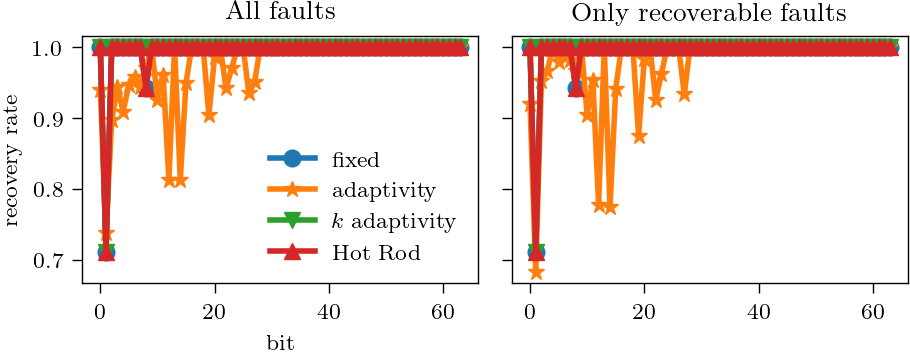 All faults
Only recoverable faults
recovery rate
1.0
0.9
0.8
0.7
fixed
adaptivity
k adaptivity
Hot Rod
0
20
40
60
0
20
40
60
bit